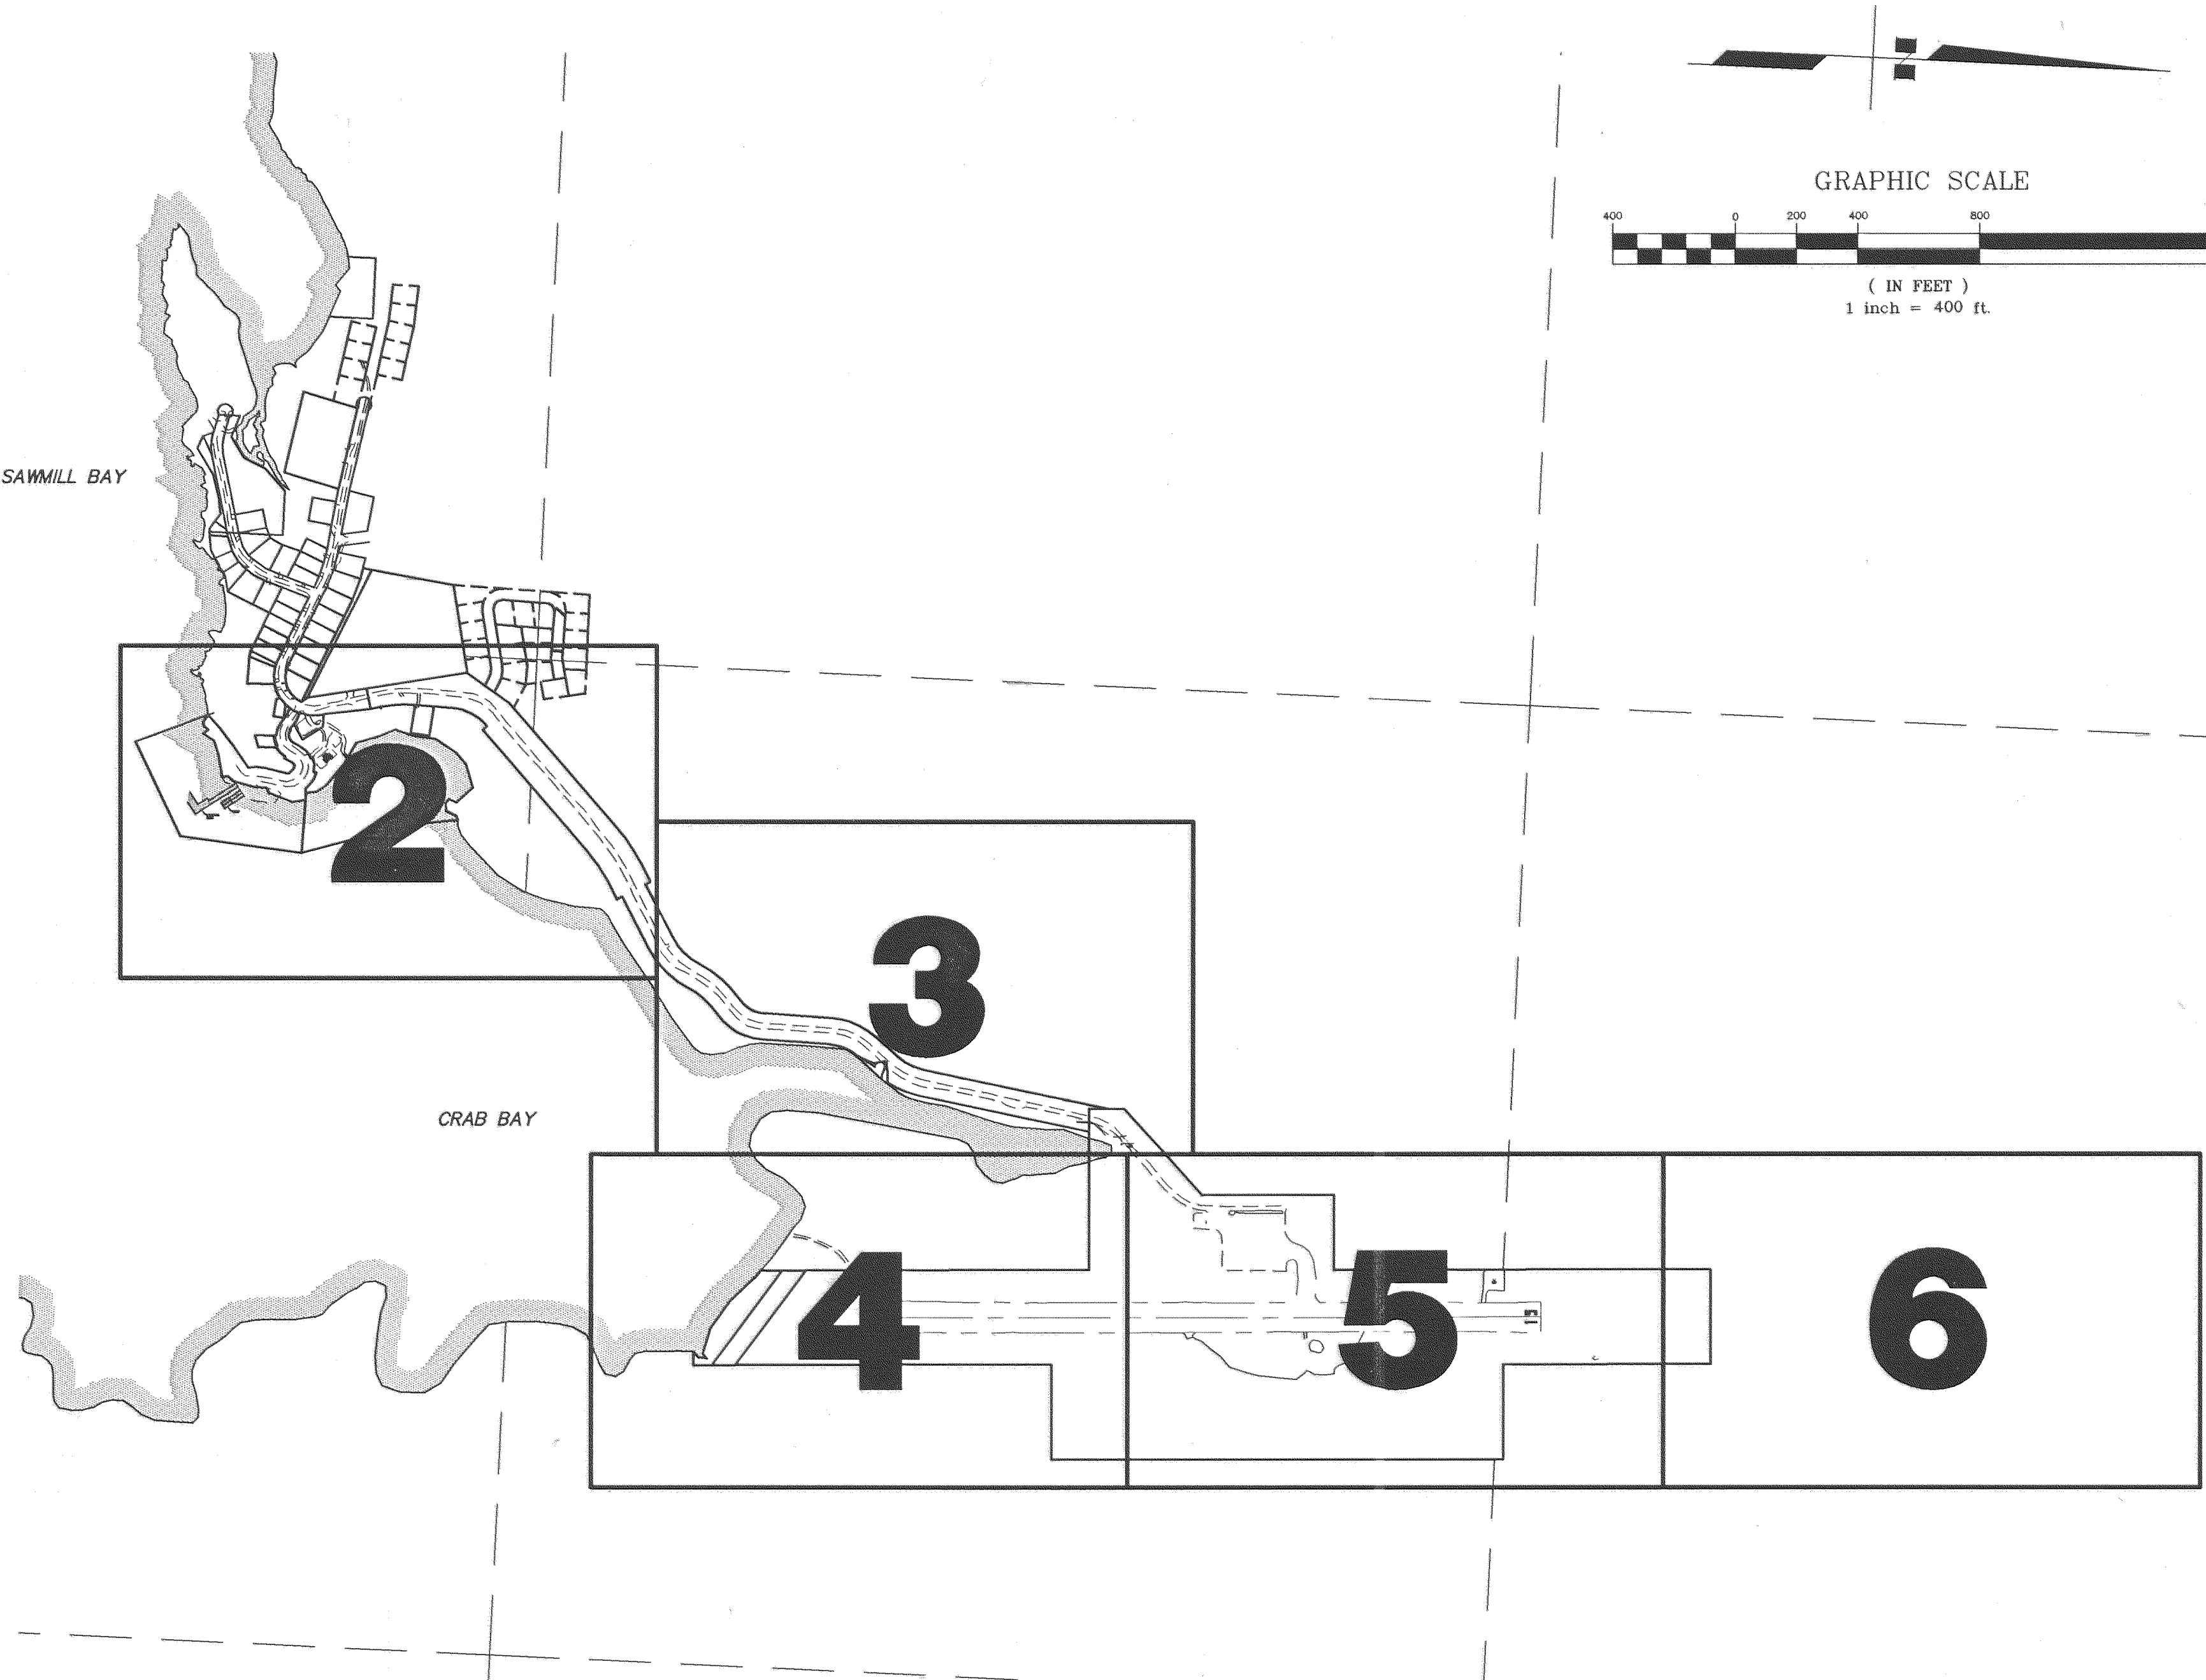 GRAPHIC SCALE
400 0 200 400 800
( IN FEET )
1 inch = 400 ft.
SAWMILL BAY
2
3
CRAB BAY
4
5
15
6